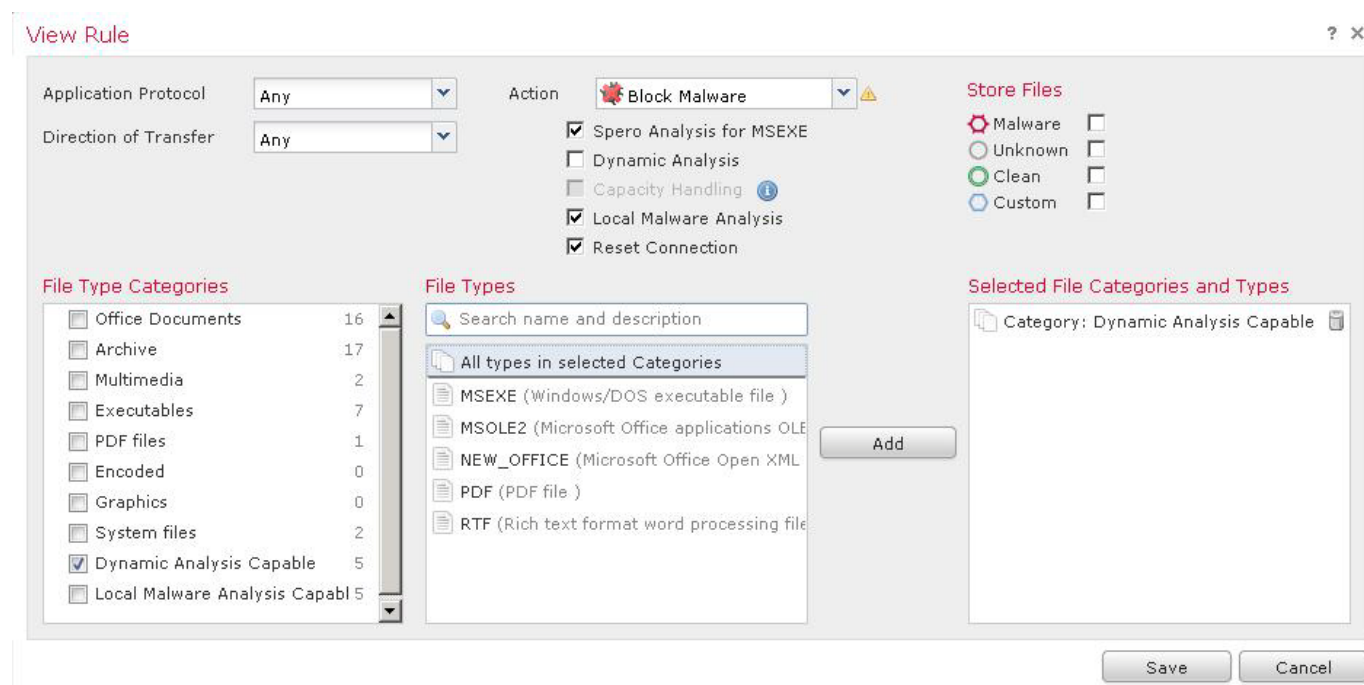 View Rule
?
Application Protocol
Any
Action
Block Malware
Direction of Transfer
Any
Spero Analysis for MSEXE
Dynamic Analysis
Capacity Handling
Local Malware Analysis
Reset Connection
Store Files
Malware
Unknown
Clean
Custom
File Type Categories
Office Documents 16
Archive 17
Multimedia 2
Executables 7
PDF files 1
Encoded 0
Graphics 0
System files 2
Dynamic Analysis Capable 5
Local Malware Analysis Capabl 5
File Types
Search name and description
All types in selected Categories
MSEXE (Windows/DOS executable file )
MSOLE2 (Microsoft Office applications OLE
NEW_OFFICE (Microsoft Office Open XML
PDF (PDF file )
RTF (Rich text format word processing file
Add
Selected File Categories and Types
Category: Dynamic Analysis Capable
Save
Cancel